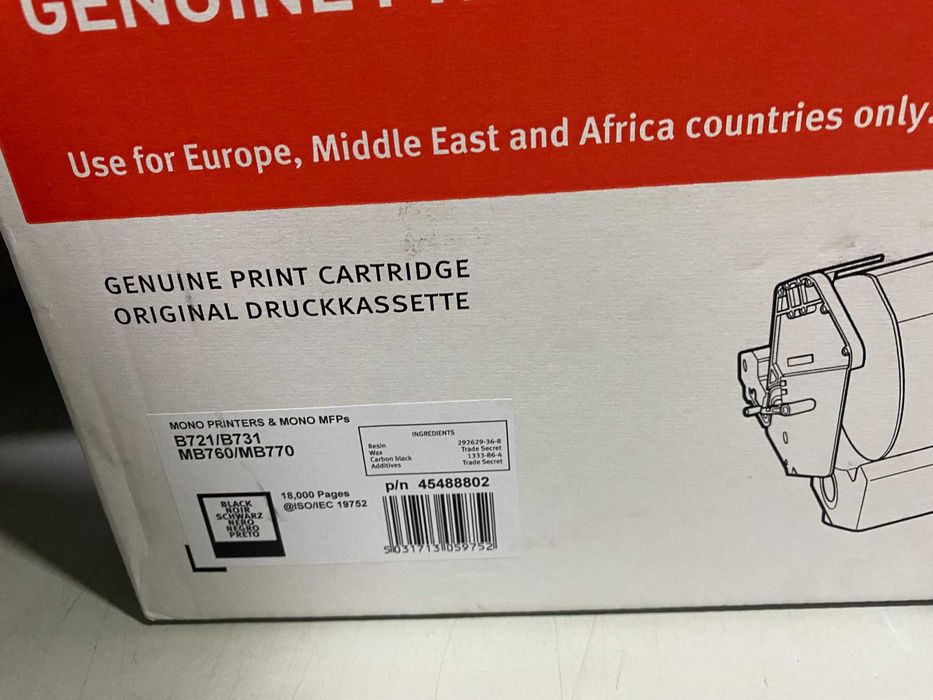 GENUINE
Use for Europe, Middle East and Africa countries only.
GENUINE PRINT CARTRIDGE
ORIGINAL DRUCKKASSETTE
MONO PRINTERS & MONO MFPs
B721/B731
MB760/MB770
INGREDIENTS
Resin 292629-36-8
Wax Trade Secret
Carbon black 1333-86-4
Additives Trade Secret
p/n 45488802
BLACK
NOIR
SCHWARZ
NERO
NEGRO
PRETO
18,000 Pages
@ISO/IEC 19752
5031713059752